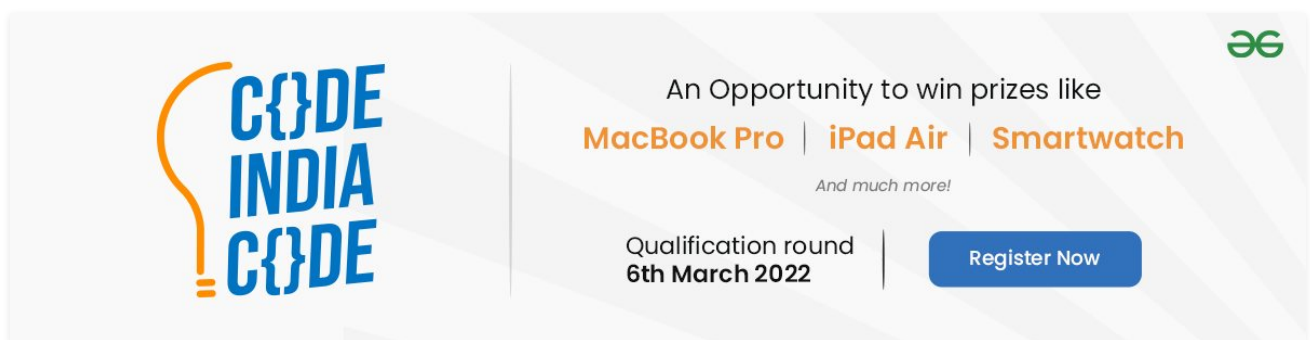 C{}DE
INDIA
C{}DE
An Opportunity to win prizes like
MacBook Pro | iPad Air | Smartwatch
And much more!
Qualification round
6th March 2022
Register Now